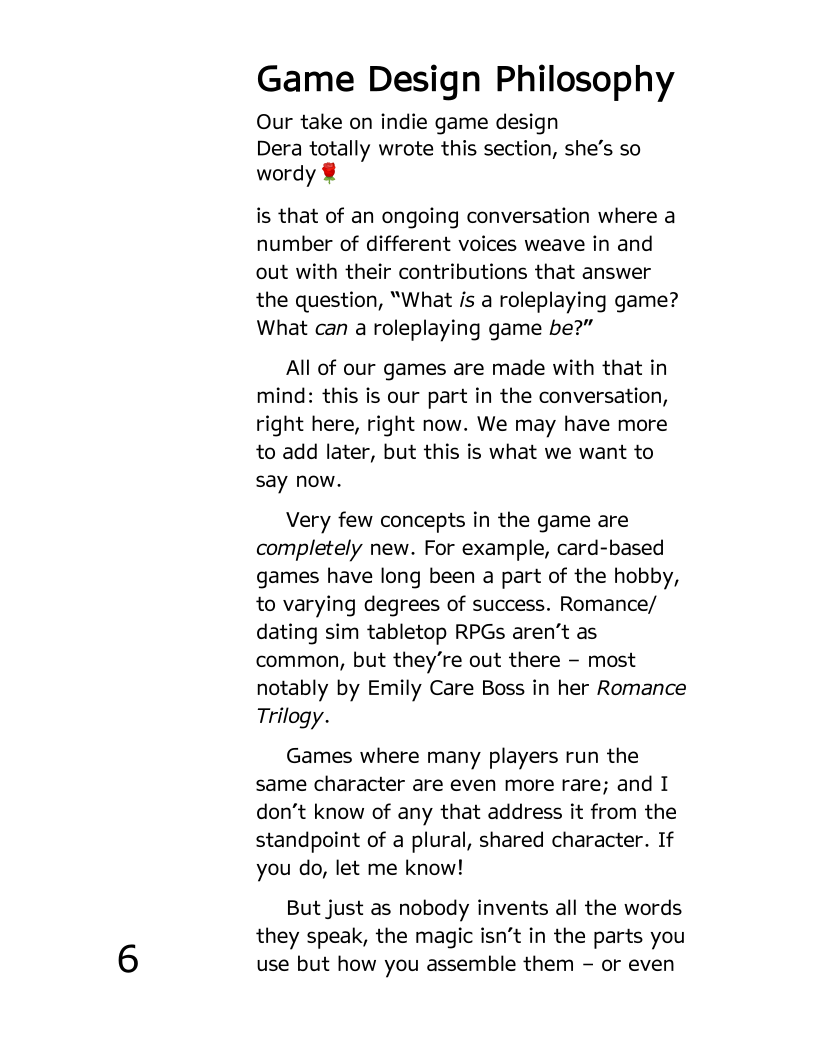 Game Design Philosophy
Our take on indie game design
Dera totally wrote this section, she’s so
wordy🌹
is that of an ongoing conversation where a
number of different voices weave in and
out with their contributions that answer
the question, “What is a roleplaying game?
What can a roleplaying game be?”
All of our games are made with that in
mind: this is our part in the conversation,
right here, right now. We may have more
to add later, but this is what we want to
say now.
Very few concepts in the game are
completely new. For example, card-based
games have long been a part of the hobby,
to varying degrees of success. Romance/
dating sim tabletop RPGs aren’t as
common, but they’re out there – most
notably by Emily Care Boss in her Romance
Trilogy.
Games where many players run the
same character are even more rare; and I
don’t know of any that address it from the
standpoint of a plural, shared character. If
you do, let me know!
But just as nobody invents all the words
they speak, the magic isn’t in the parts you
use but how you assemble them – or even
6